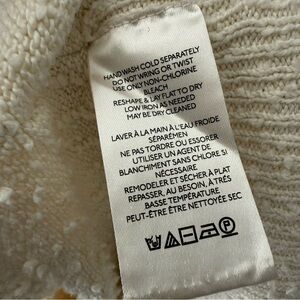 HANDWASH COLD SEPARATELY
DO NOT WRING OR TWIST
USE ONLY NON-CHLORINE
BLEACH
RESHAPE & LAY FLAT TO DRY
LOW IRON AS NEEDED
MAY BE DRY CLEANED
LAVER À LA MAIN À L'EAU FROIDE
SÉPARÉMEN
NE PAS TORDRE OU ESSORER
UTILISER UN AGENT DE
BLANCHIMENT SANS CHLORE SI
NÉCESSAIRE
REMODELER ET SÉCHER À PLAT
REPASSER, AU BESOIN, À TRÈS
BASSE TEMPÉRATURE
PEUT-ÊTRE ÊTRE NETTOYÉE SEC